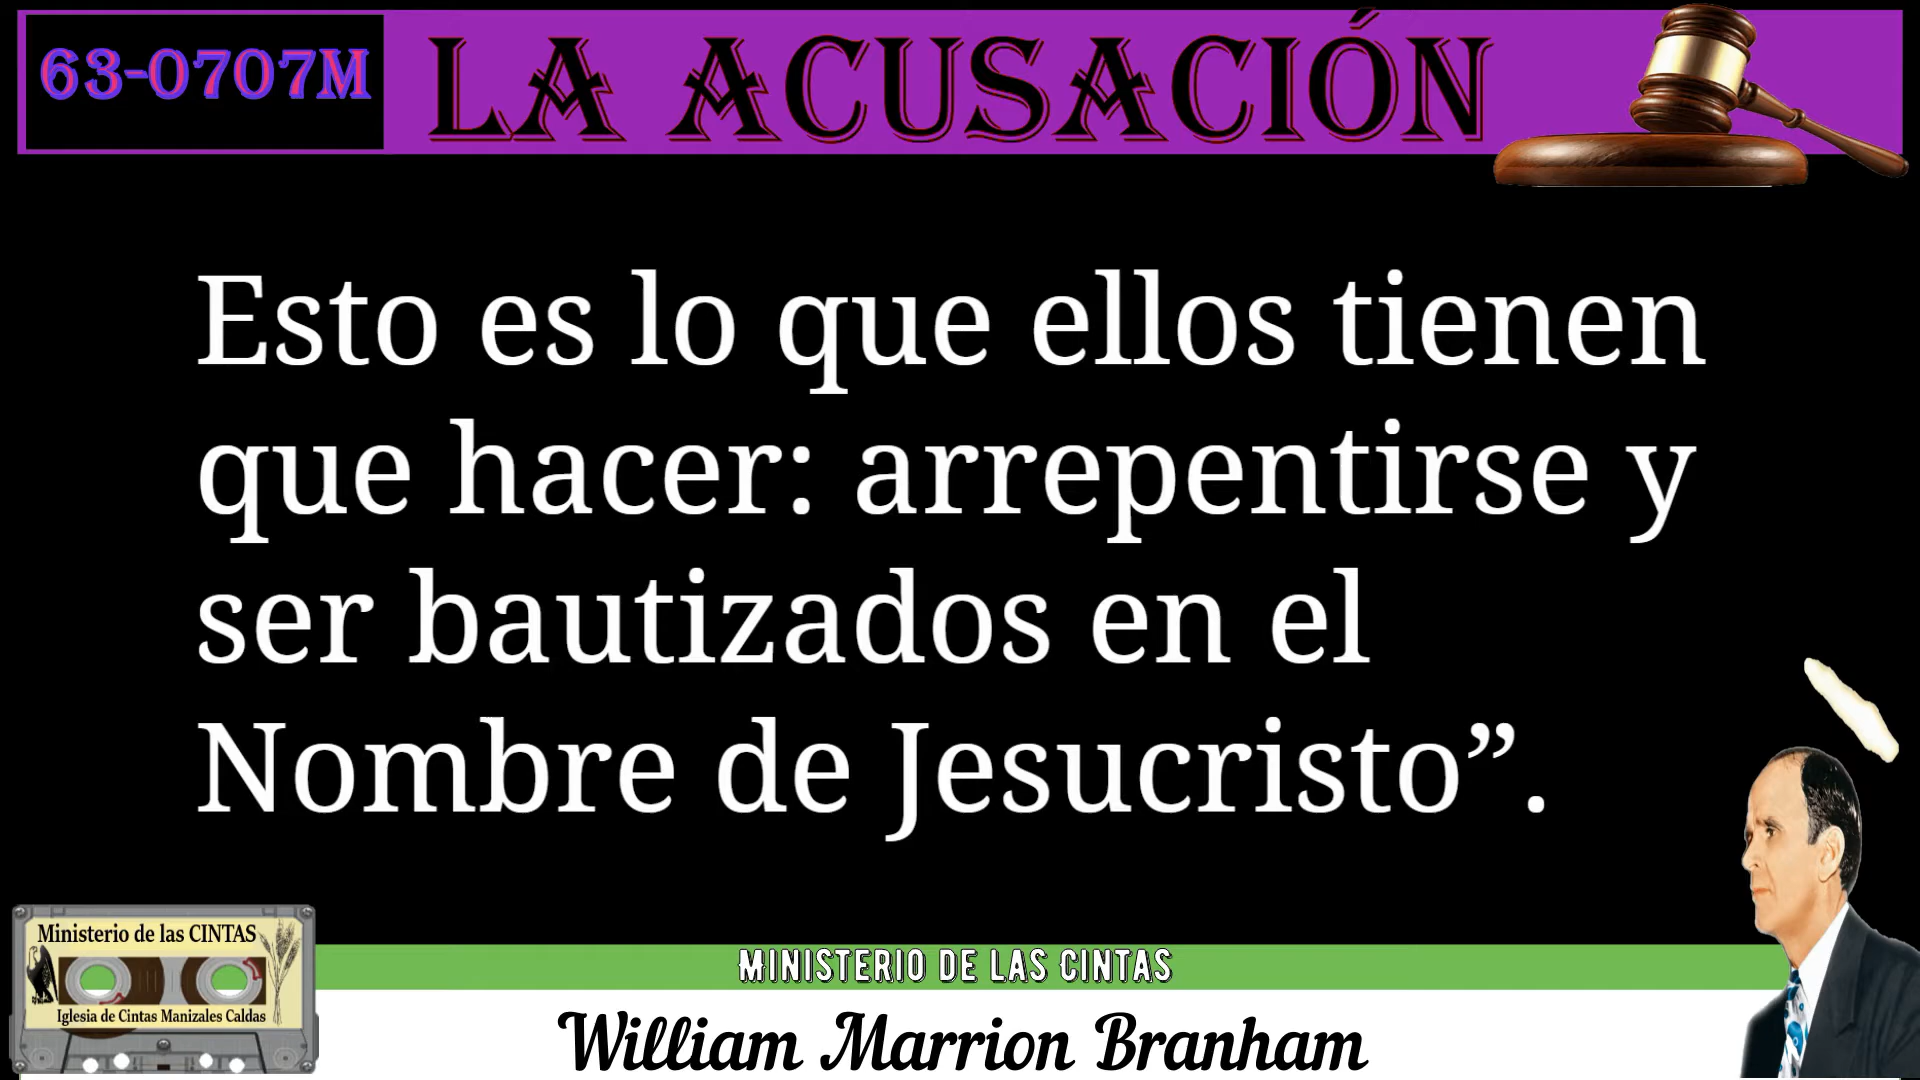 63-0707M
LA ACUSACIÓN
Esto es lo que ellos tienen
que hacer: arrepentirse y
ser bautizados en el
Nombre de Jesucristo”.
Ministerio de las CINTAS
Iglesia de Cintas Manizales Caldas
MINISTERIO DE LAS CINTAS
William Marrion Branham